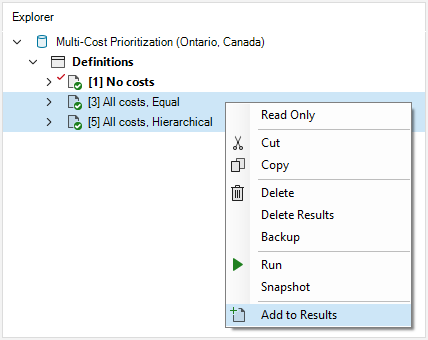 Explorer
Multi-Cost Prioritization (Ontario, Canada)
Definitions
[1] No costs
[3] All costs, Equal
[5] All costs, Hierarchical
Read Only
Cut
Copy
Delete
Delete Results
Backup
Run
Snapshot
Add to Results